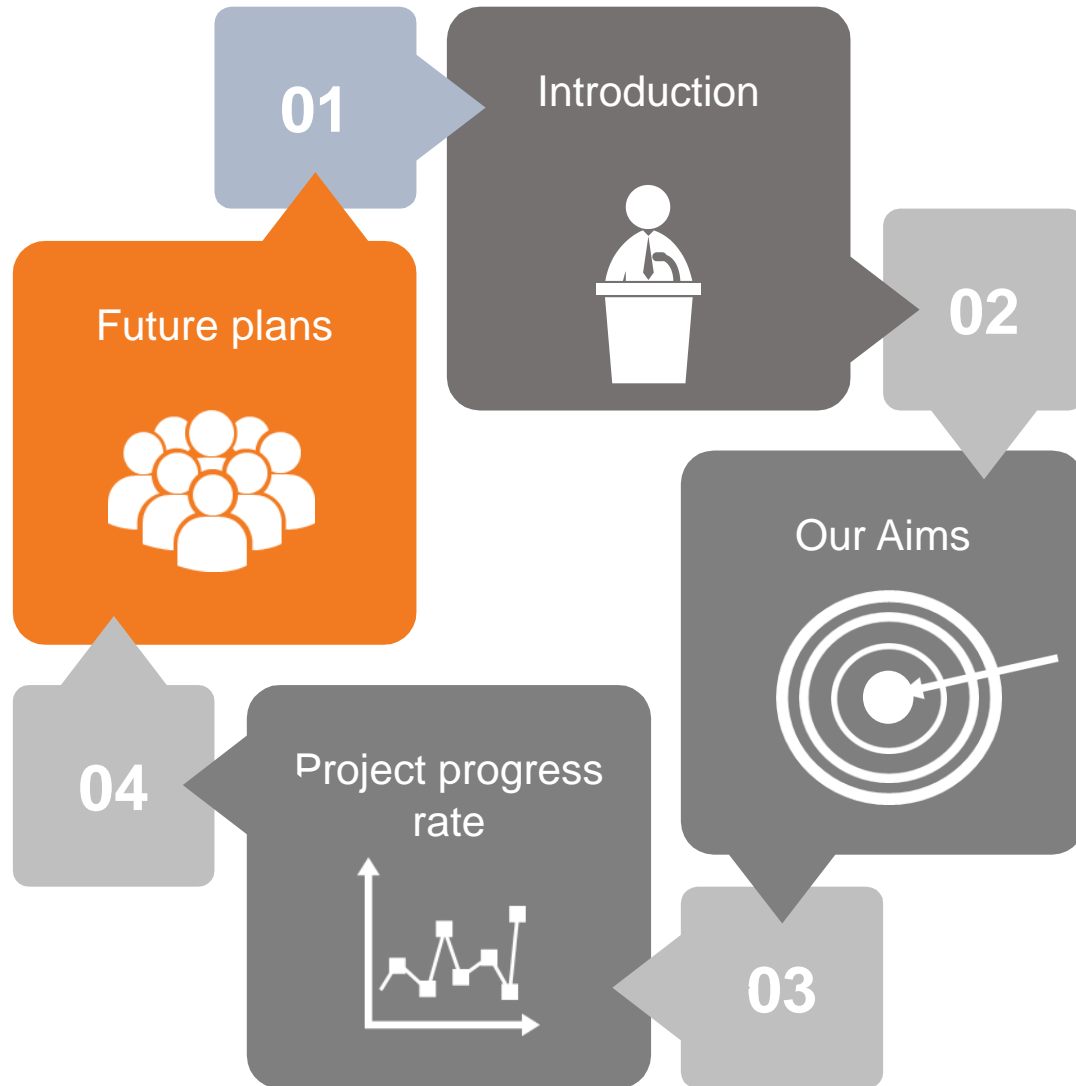 01
Introduction
02
Our Aims
03
Project progress
rate
04
Future plans